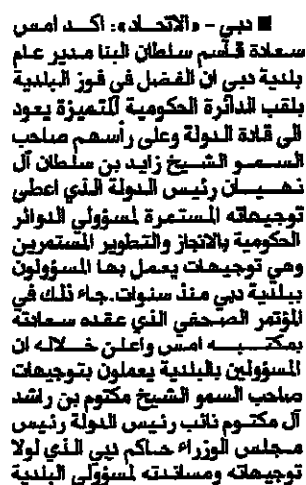 ■ دبي - «الاتحاد»: اكد امس
سعادة قاسم سلطان البنا مدير عام
بلدية دبي ان الفضل في فوز البلدية
بلقب الدائرة الحكومية المتميزة يعود
الى قادة الدولة وعلى رأسهم صاحب
السمو الشيخ زايد بن سلطان آل
نهيان رئيس الدولة الذي اعطى
توجيهاته المستمرة لمسؤولي الدوائر
الحكومية بالانجاز والتطوير المستمرين
وهي توجيهات يعمل بها المسؤولون
ببلدية دبي منذ سنوات. جاء ذلك في
المؤتمر الصحفي الذي عقده سعادته
بمكتبه امس واعلن خلاله ان
المسؤولين بالبلدية يعملون بتوجيهات
صاحب السمو الشيخ مكتوم بن راشد
آل مكتوم نائب رئيس الدولة رئيس
مجلس الوزراء حاكم دبي الذي لولا
توجيهاته ومساندته لمسؤولي البلدية